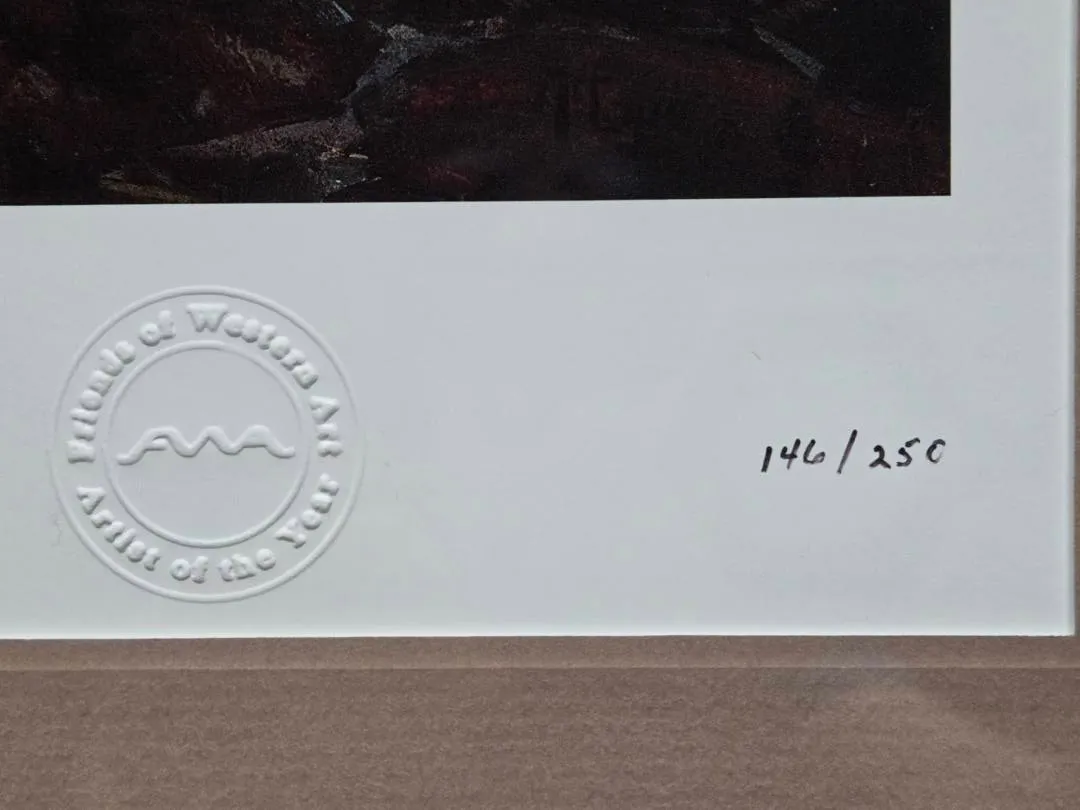 Friends of Western Art
FWA
Artist of the Year
146/250